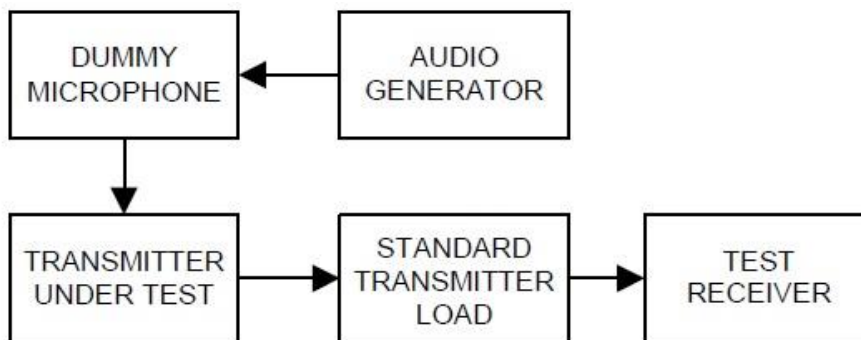 DUMMY
MICROPHONE
AUDIO
GENERATOR
TRANSMITTER
UNDER TEST
STANDARD
TRANSMITTER
LOAD
TEST
RECEIVER